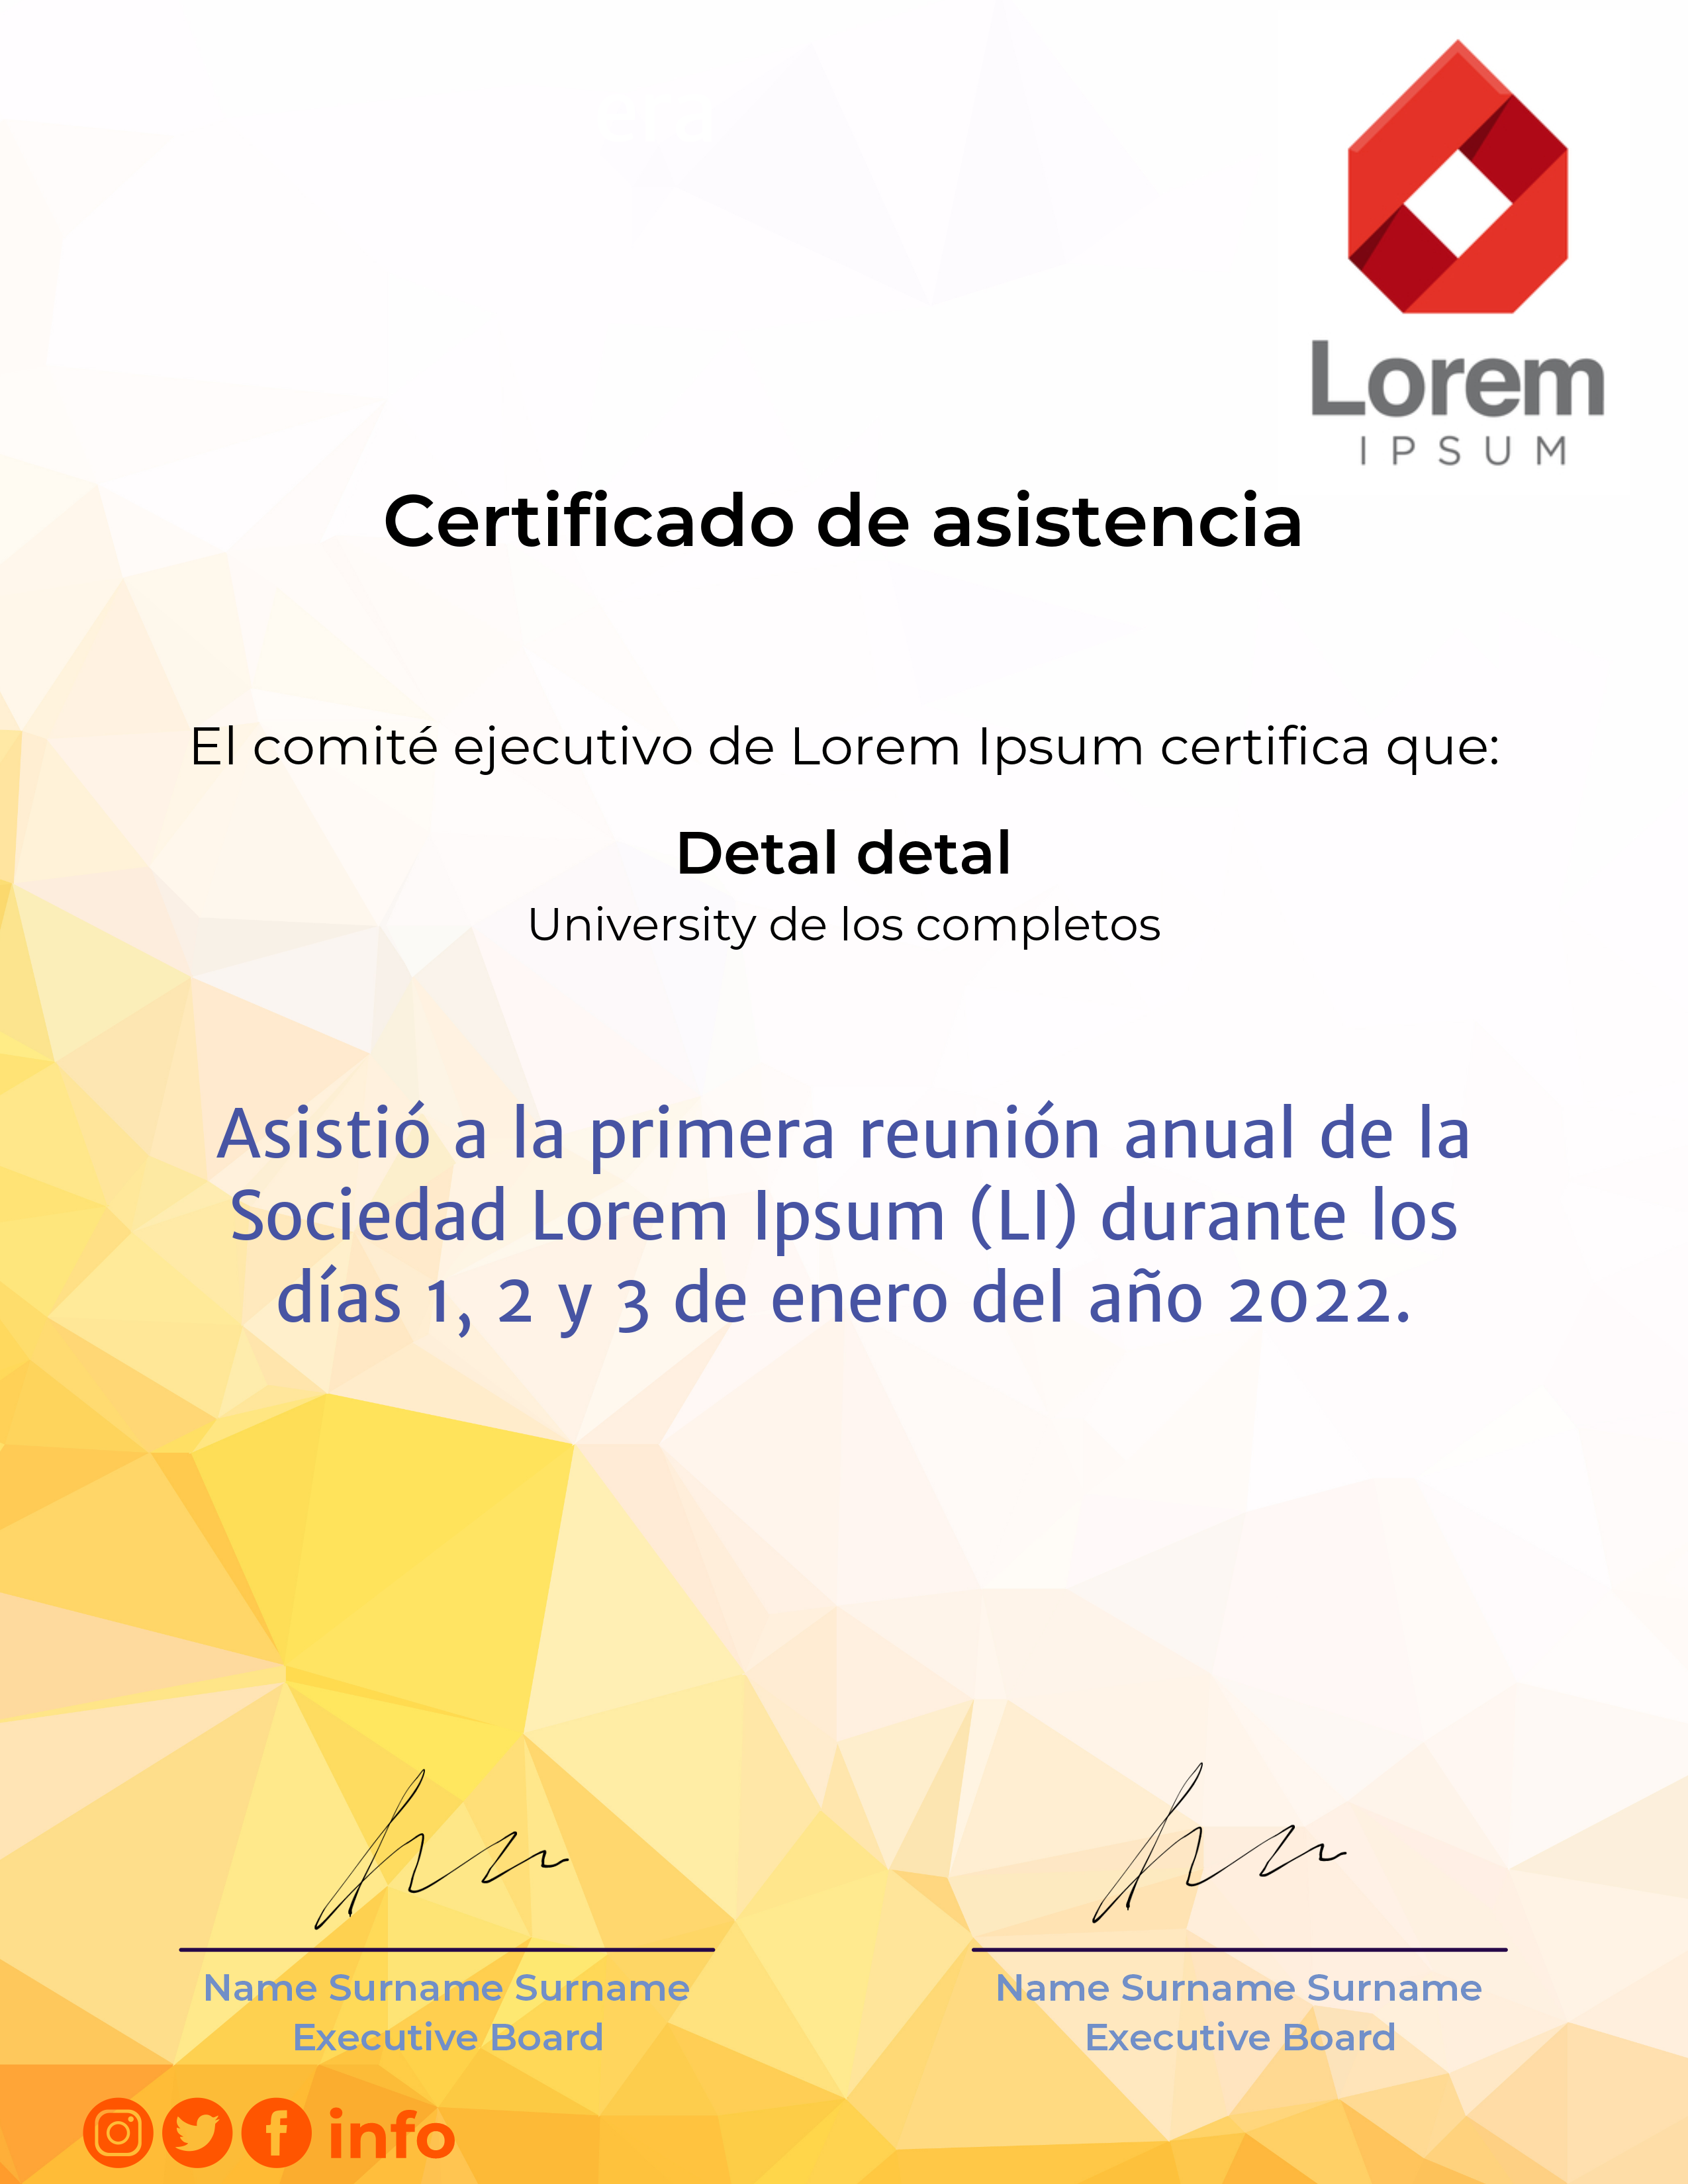 Lorem
IPSUM
Certificado de asistencia
El comité ejecutivo de Lorem Ipsum certifica que:
Detal detal
University de los completos
Asistió a la primera reunión anual de la
Sociedad Lorem Ipsum (LI) durante los
días 1, 2 y 3 de enero del año 2022.
Name Surname Surname
Executive Board
Name Surname Surname
Executive Board
info